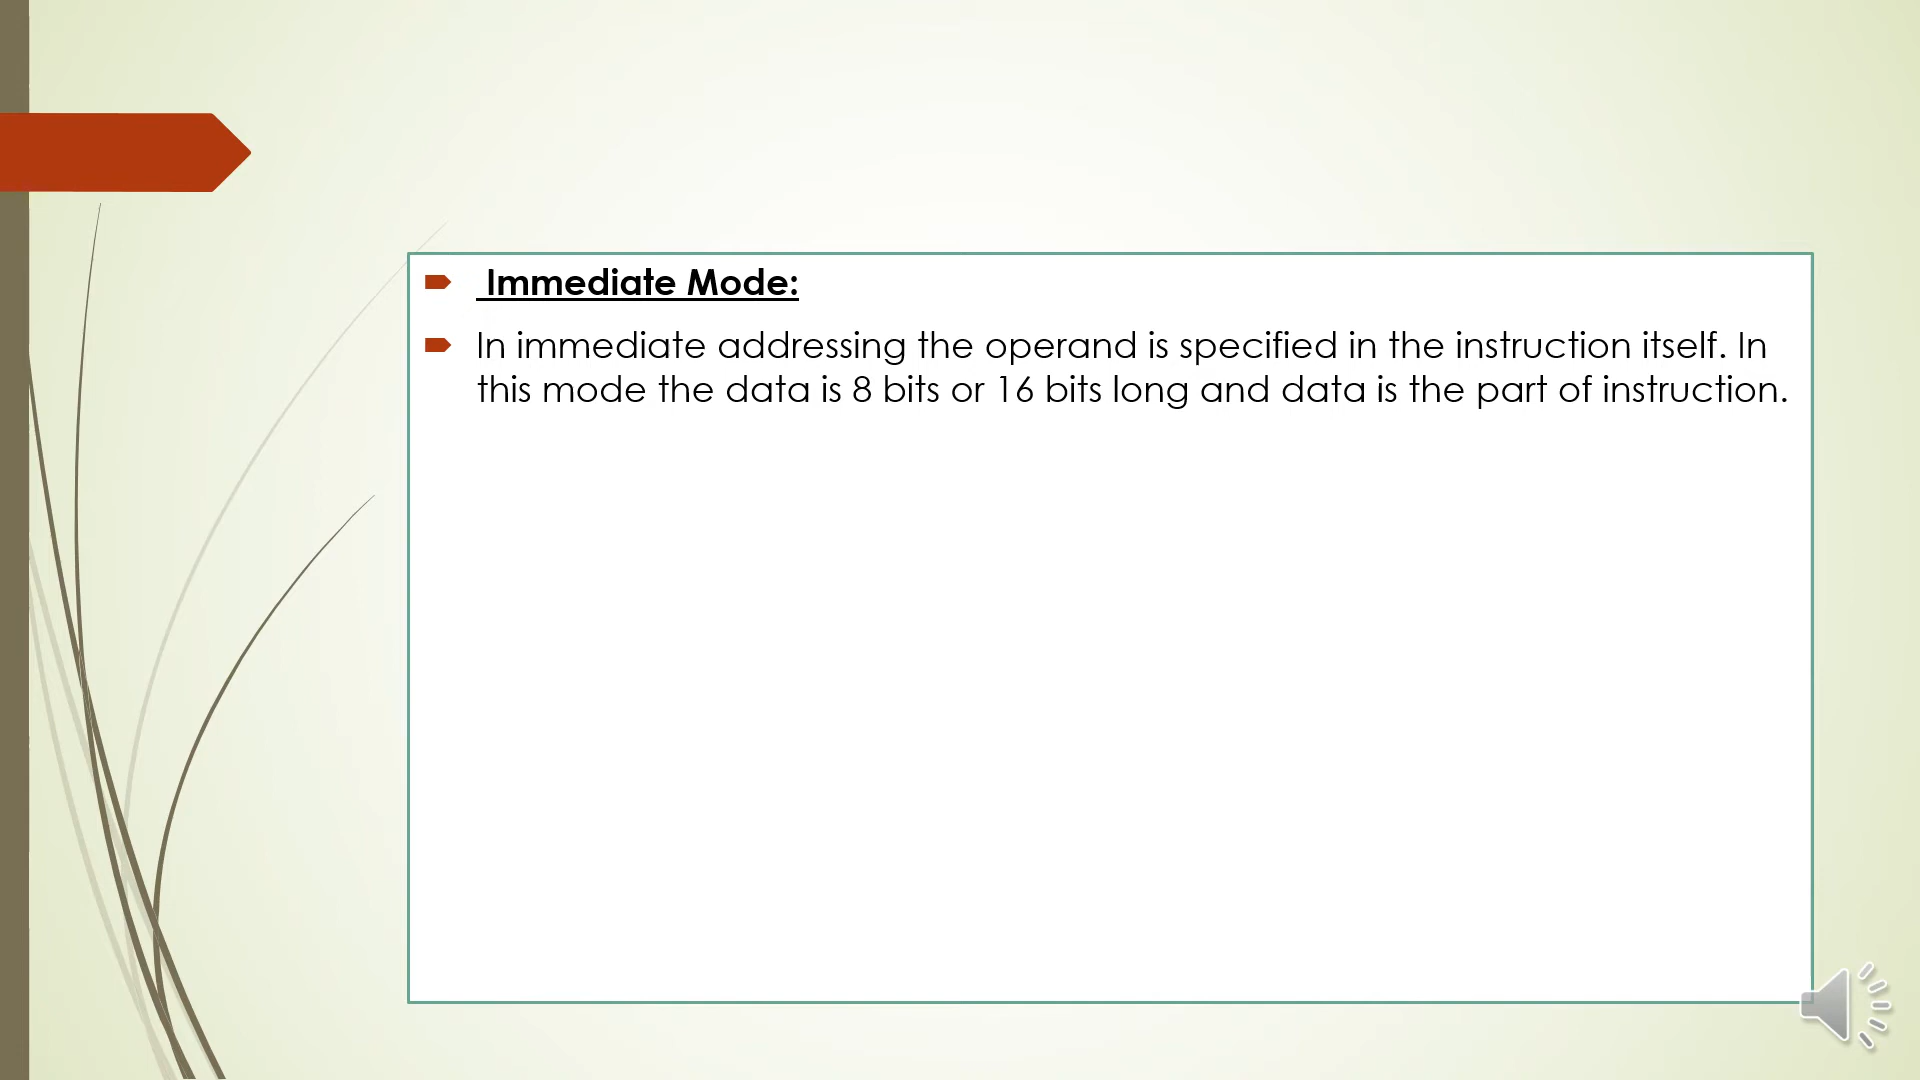 Immediate Mode:
In immediate addressing the operand is specified in the instruction itself. In
this mode the data is 8 bits or 16 bits long and data is the part of instruction.